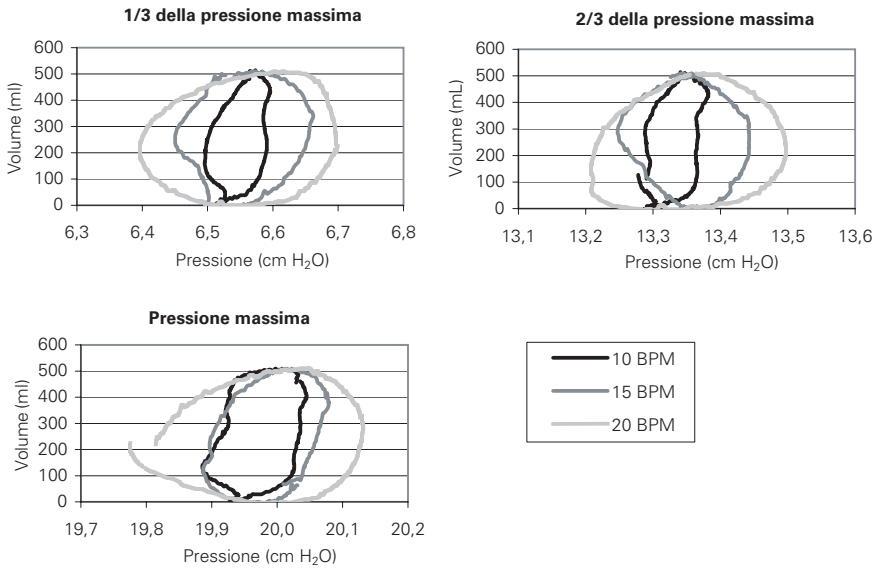 1/3 della pressione massima
600
500
400
300
200
100
0
Volume (ml)
6,3 6,4 6,5 6,6 6,7 6,8
Pressione (cm H₂O)
2/3 della pressione massima
600
500
400
300
200
100
0
Volume (mL)
13,1 13,2 13,3 13,4 13,5 13,6
Pressione (cm H₂O)
Pressione massima
600
500
400
300
200
100
0
Volume (ml)
19,7 19,8 19,9 20,0 20,1 20,2
Pressione (cm H₂O)
10 BPM
15 BPM
20 BPM